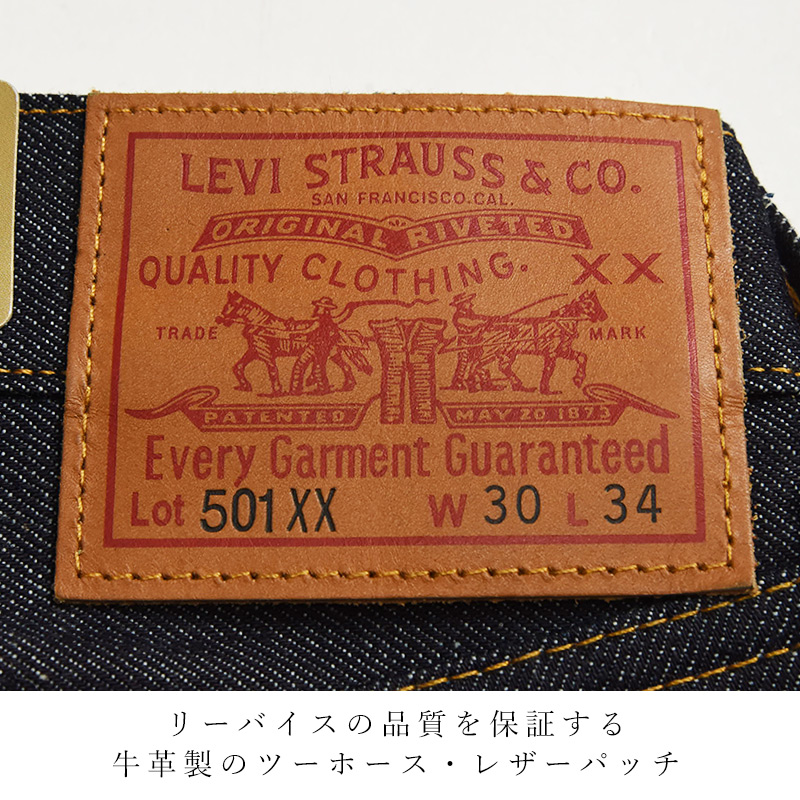 LEVI STRAUSS & CO.
SAN FRANCISCO.CAL.
ORIGINAL RIVETED
QUALITY CLOTHING. XX
TRADE MARK
PATENTED MAY 20 1873
Every Garment Guaranteed
Lot 501XX W 30 L 34
リーバイスの品質を保証する
牛革製のツーホース・レザーパッチ